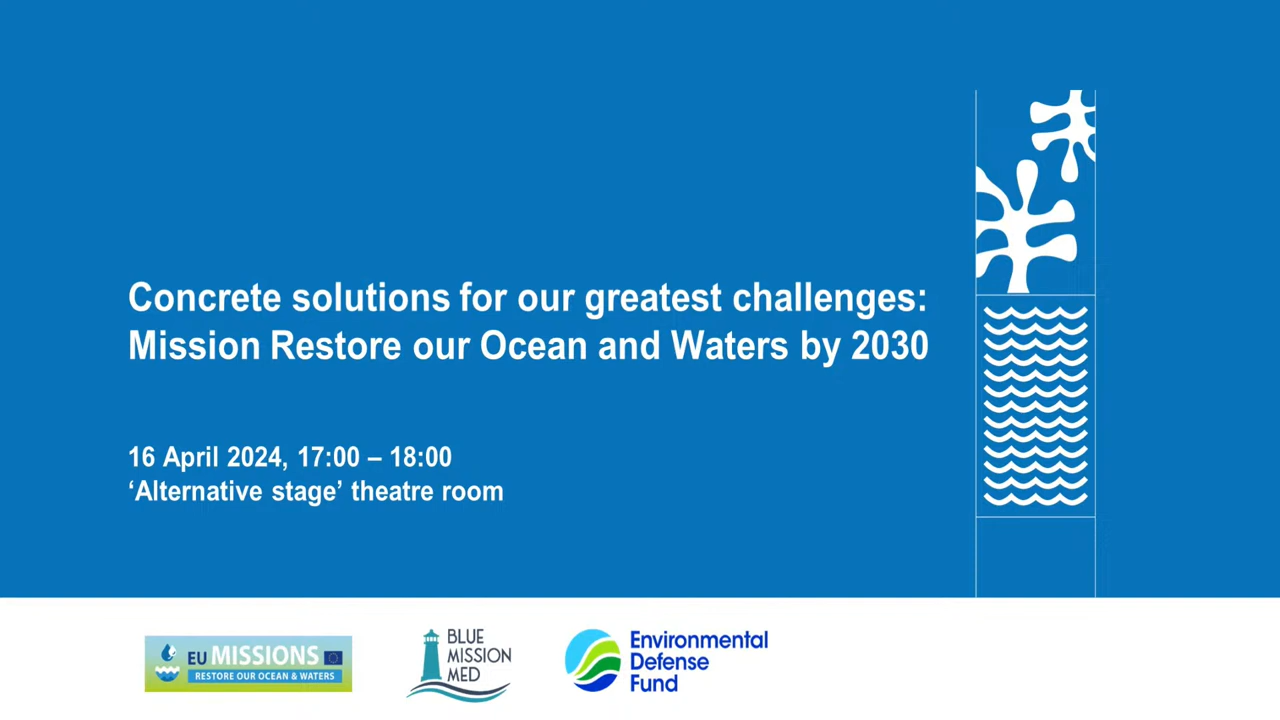 Concrete solutions for our greatest challenges:
Mission Restore our Ocean and Waters by 2030
16 April 2024, 17:00 – 18:00
‘Alternative stage’ theatre room
EU MISSIONS
RESTORE OUR OCEAN & WATERS
BLUE
MISSION
MED
Environmental
Defense
Fund